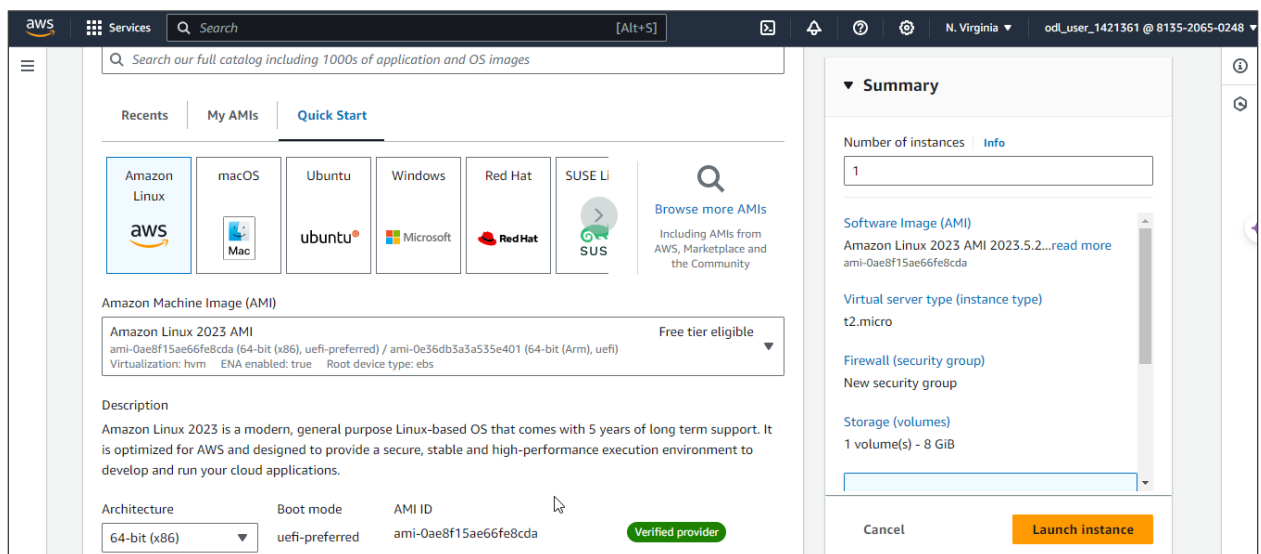 aws
Services
Search [Alt+S]
N. Virginia
odl_user_1421361 @ 8135-2065-0248
Search our full catalog including 1000s of application and OS images
Recents
My AMIs
Quick Start
Amazon Linux
aws
macOS
Mac
Ubuntu
ubuntu
Windows
Microsoft
Red Hat
Red Hat
SUSE Li
SUS
Browse more AMIs
Including AMIs from
AWS, Marketplace and
the Community
Amazon Machine Image (AMI)
Amazon Linux 2023 AMI
Free tier eligible
ami-0ae8f15ae66fe8cda (64-bit (x86), uefi-preferred) / ami-0e36db3a3a535e401 (64-bit (Arm), uefi)
Virtualization: hvm ENA enabled: true Root device type: ebs
Description
Amazon Linux 2023 is a modern, general purpose Linux-based OS that comes with 5 years of long term support. It
is optimized for AWS and designed to provide a secure, stable and high-performance execution environment to
develop and run your cloud applications.
Architecture
Boot mode
AMI ID
64-bit (x86)
uefi-preferred
ami-0ae8f15ae66fe8cda
Verified provider
Summary
Number of instances Info
1
Software Image (AMI)
Amazon Linux 2023 AMI 2023.5.2...read more
ami-0ae8f15ae66fe8cda
Virtual server type (instance type)
t2.micro
Firewall (security group)
New security group
Storage (volumes)
1 volume(s) - 8 GiB
Cancel
Launch instance